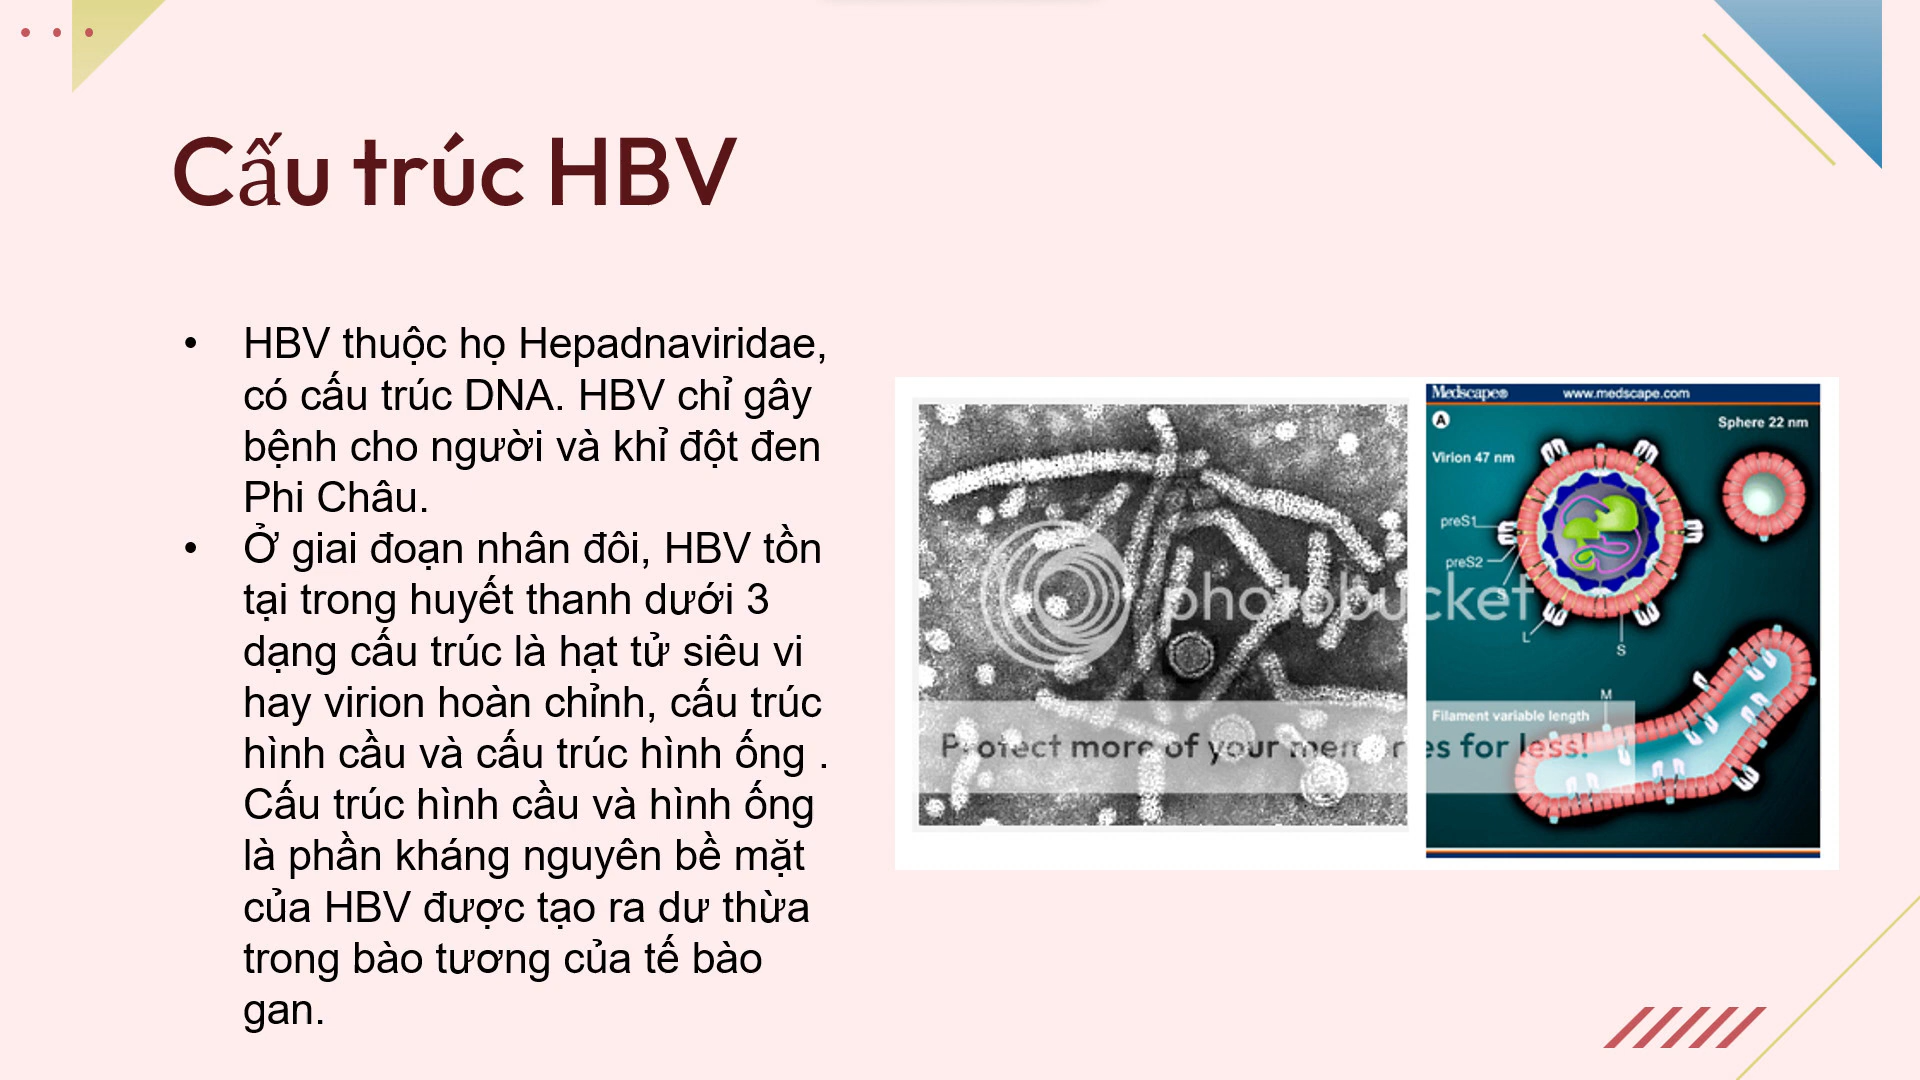 Cấu trúc HBV
• HBV thuộc họ Hepadnaviridae,
có cấu trúc DNA. HBV chỉ gây
bệnh cho người và khỉ đột đen
Phi Châu.
• Ở giai đoạn nhân đôi, HBV tồn
tại trong huyết thanh dưới 3
dạng cấu trúc là hạt tử siêu vi
hay virion hoàn chỉnh, cấu trúc
hình cầu và cấu trúc hình ống .
Cấu trúc hình cầu và hình ống
là phần kháng nguyên bề mặt
của HBV được tạo ra dư thừa
trong bào tương của tế bào
gan.
photobucket
Protect more of your memories for less!
Medscape® www.medscape.com
A
Sphere 22 nm
Virion 47 nm
preS1
preS2
S
L
S
M
Filament variable length